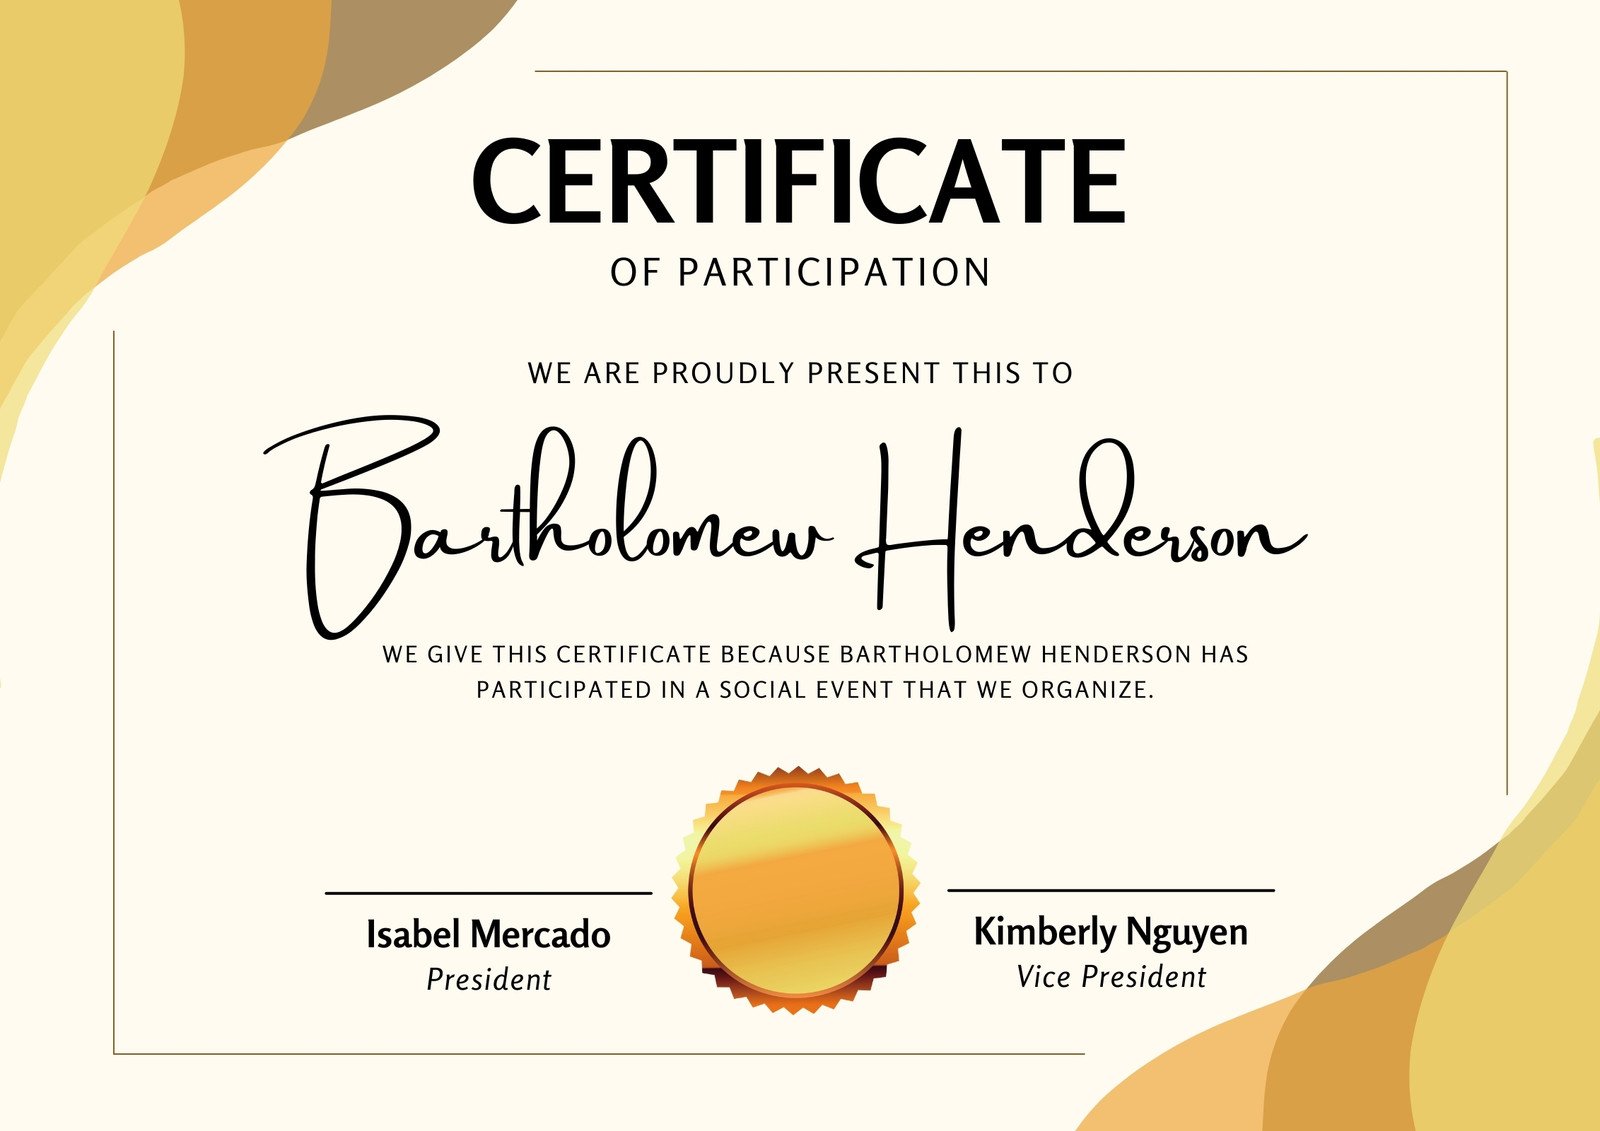 CERTIFICATE
OF PARTICIPATION
WE ARE PROUDLY PRESENT THIS TO
Bartholomew Henderson
WE GIVE THIS CERTIFICATE BECAUSE BARTHOLOMEW HENDERSON HAS
PARTICIPATED IN A SOCIAL EVENT THAT WE ORGANIZE.
Isabel Mercado
President
Kimberly Nguyen
Vice President